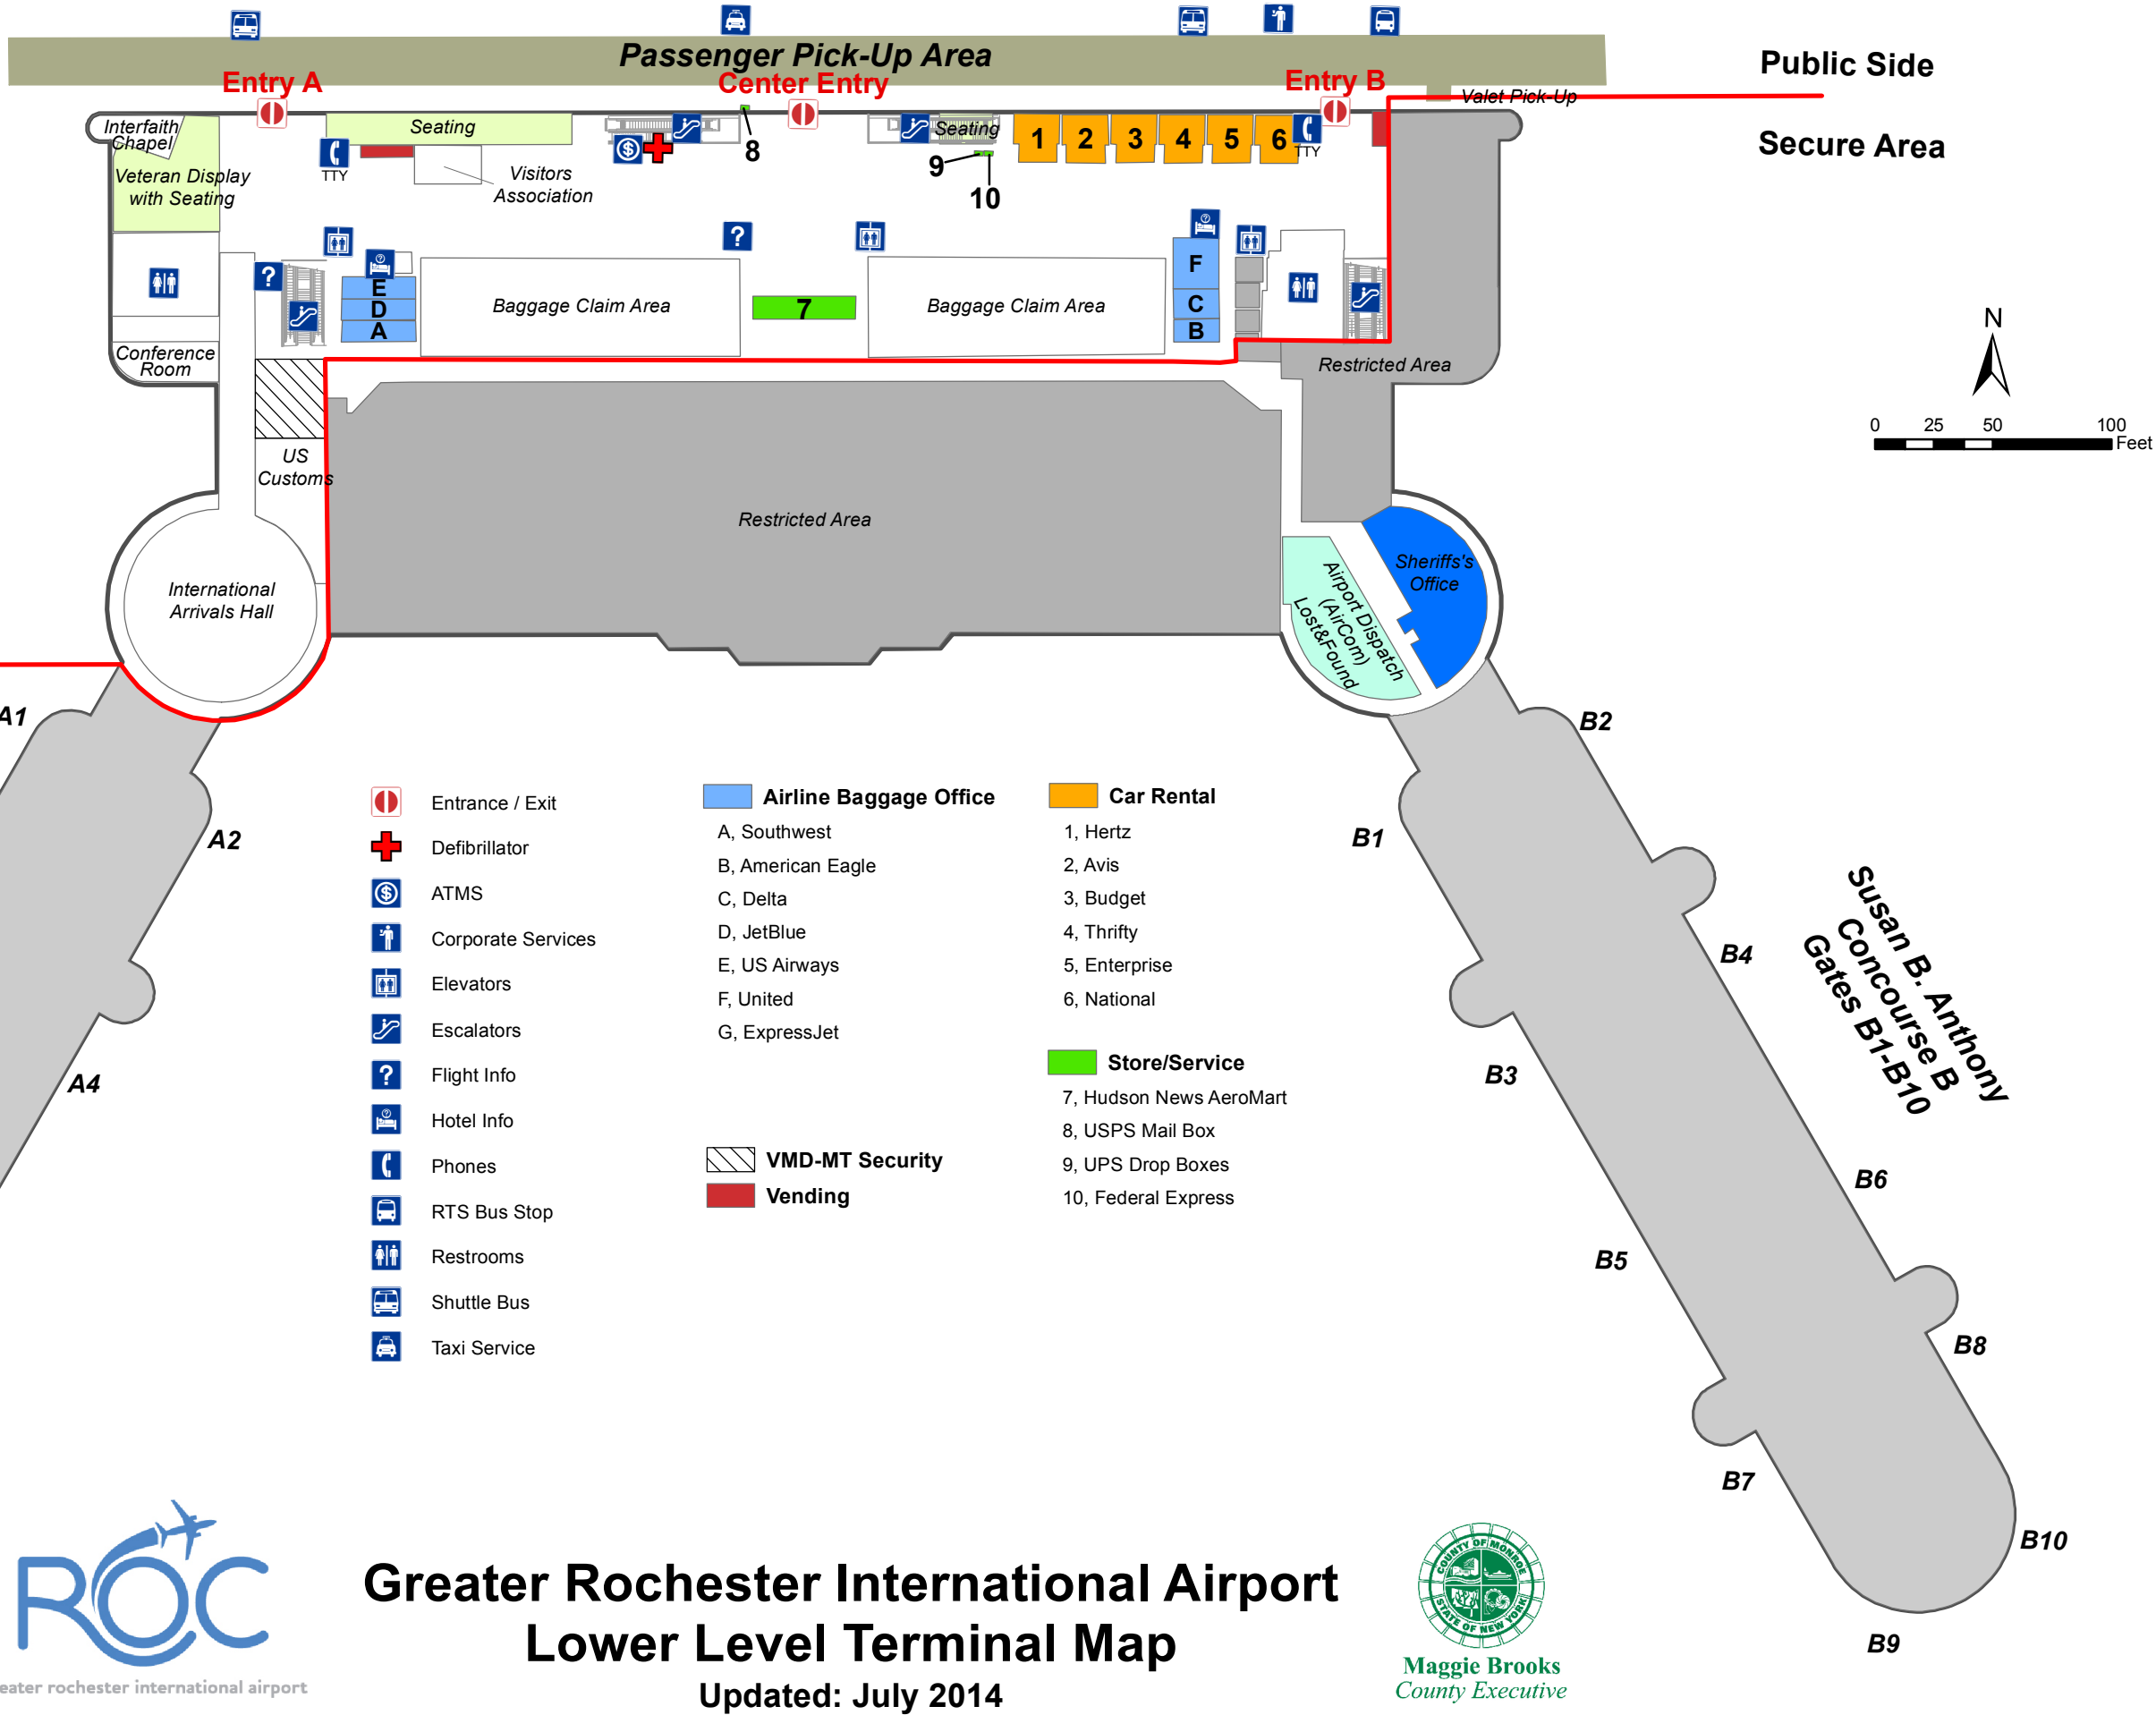 Passenger Pick-Up Area
Entry A
Center Entry
Entry B
Public Side
Valet Pick-Up
Secure Area
Interfaith
Chapel
Seating
Seating
1
2
3
4
5
6
TTY
TTY
8
9
10
Veteran Display
with Seating
Visitors
Association
?
?
E
D
A
Baggage Claim Area
7
Baggage Claim Area
F
C
B
Conference
Room
Restricted Area
N
0 25 50 100
Feet
US
Customs
Restricted Area
International
Arrivals Hall
Sheriffs's
Office
Airport Dispatch
(AirCom)
Lost&Found
A1
A2
A4
B2
B1
B4
B3
B6
B5
B8
B7
B10
B9
Susan B. Anthony
Concourse B
Gates B1-B10
Entrance / Exit
Defibrillator
$ ATMS
Corporate Services
Elevators
Escalators
? Flight Info
Hotel Info
Phones
RTS Bus Stop
Restrooms
Shuttle Bus
Taxi Service
Airline Baggage Office
A, Southwest
B, American Eagle
C, Delta
D, JetBlue
E, US Airways
F, United
G, ExpressJet
VMD-MT Security
Vending
Car Rental
1, Hertz
2, Avis
3, Budget
4, Thrifty
5, Enterprise
6, National
Store/Service
7, Hudson News AeroMart
8, USPS Mail Box
9, UPS Drop Boxes
10, Federal Express
ROC
eater rochester international airport
Greater Rochester International Airport
Lower Level Terminal Map
Updated: July 2014
COUNTY OF MONROE
STATE OF NEW YORK
Maggie Brooks
County Executive